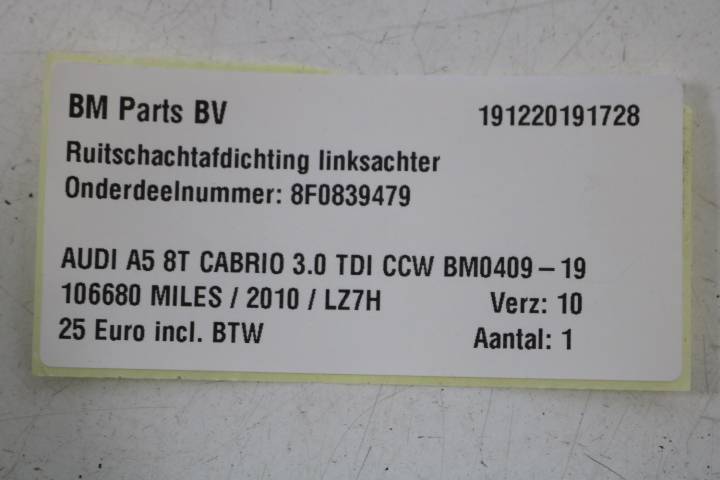 BM Parts BV 191220191728
Ruitschachtafdichting linksachter
Onderdeelnummer: 8F0839479
AUDI A5 8T CABRIO 3.0 TDI CCW BM0409-19
106680 MILES / 2010 / LZ7H Verz: 10
25 Euro incl. BTW Aantal: 1